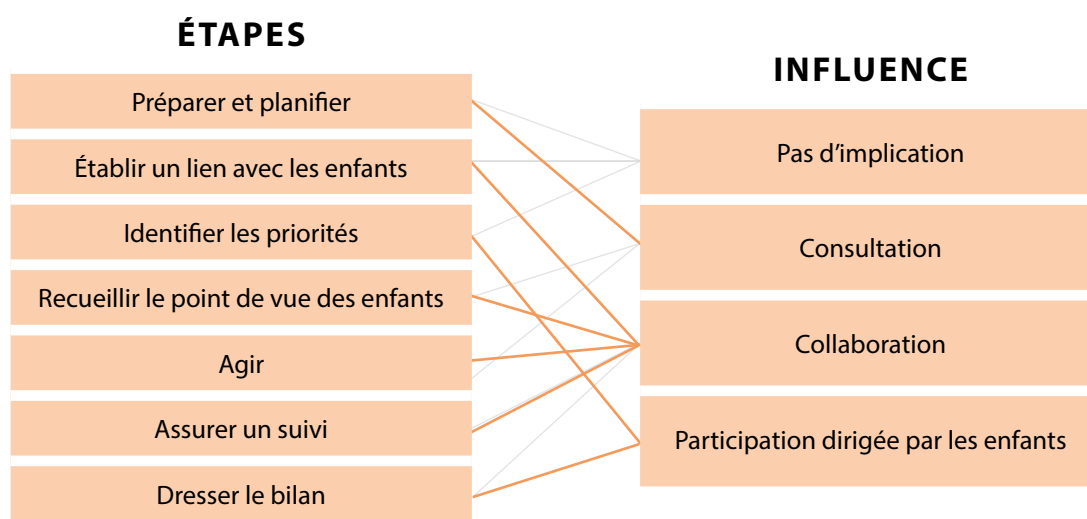 ÉTAPES
Préparer et planifier
Établir un lien avec les enfants
Identifier les priorités
Recueillir le point de vue des enfants
Agir
Assurer un suivi
Dresser le bilan
INFLUENCE
Pas d'implication
Consultation
Collaboration
Participation dirigée par les enfants